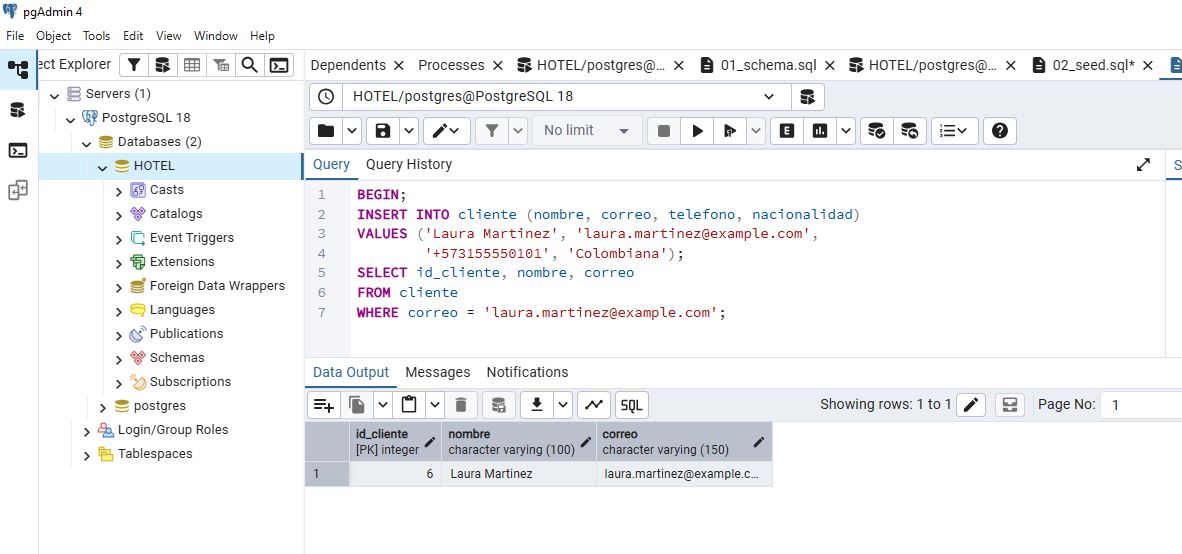 pgAdmin 4
File Object Tools Edit View Window Help
ect Explorer
Dependents Processes HOTEL/postgres@... 01_schema.sql HOTEL/postgres@... 02_seed.sql*
Servers (1)
PostgreSQL 18
Databases (2)
HOTEL
Casts
Catalogs
Event Triggers
Extensions
Foreign Data Wrappers
Languages
Publications
Schemas
Subscriptions
postgres
Login/Group Roles
Tablespaces
HOTEL/postgres@PostgreSQL 18
No limit
E
Query Query History
S
1 BEGIN;
2 INSERT INTO cliente (nombre, correo, telefono, nacionalidad)
3 VALUES ('Laura Martinez', 'laura.martinez@example.com',
4 '+573155550101', 'Colombiana');
5 SELECT id_cliente, nombre, correo
6 FROM cliente
7 WHERE correo = 'laura.martinez@example.com';
Data Output Messages Notifications
SQL
Showing rows: 1 to 1
Page No: 1
id_cliente nombre correo
[PK] integer character varying (100) character varying (150)
1 6 Laura Martinez laura.martinez@example.c...